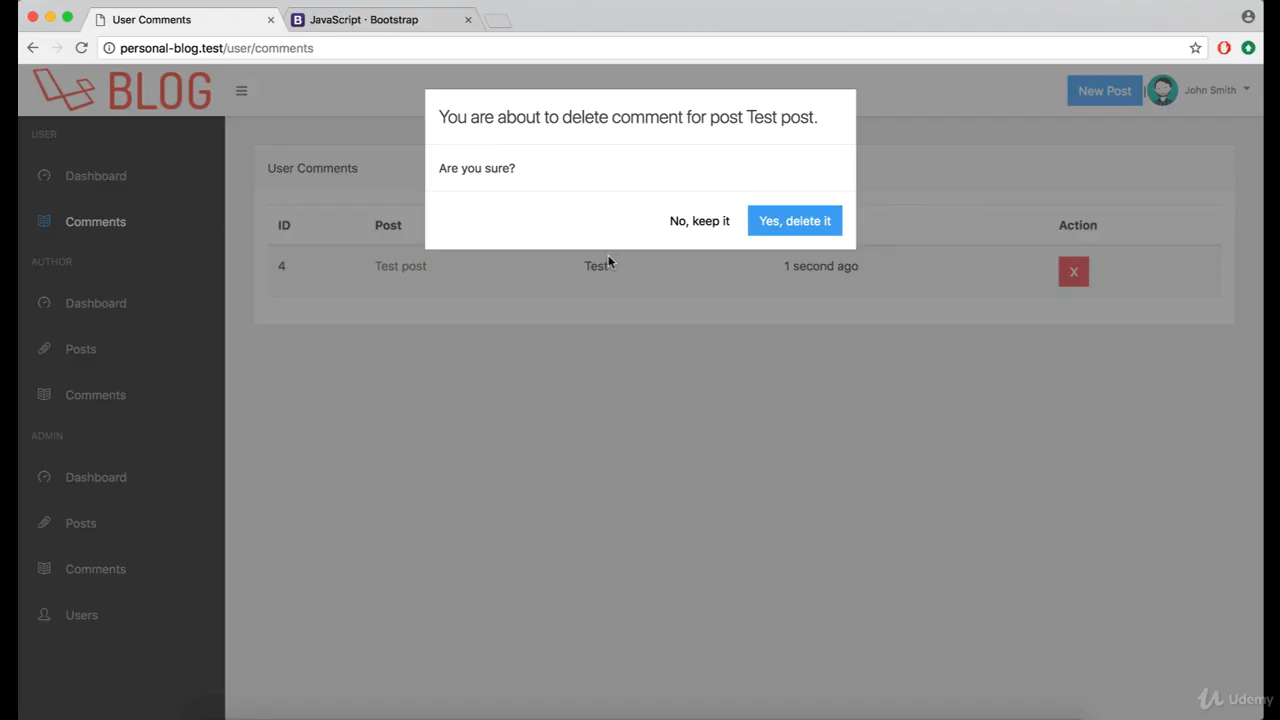 User Comments
JavaScript · Bootstrap
personal-blog.test/user/comments
BLOG
New Post
John Smith
You are about to delete comment for post Test post.
Are you sure?
No, keep it
Yes, delete it
USER
Dashboard
Comments
AUTHOR
Dashboard
Posts
Comments
ADMIN
Dashboard
Posts
Comments
Users
User Comments
ID Post Action
4 Test post Test 1 second ago X
Udemy